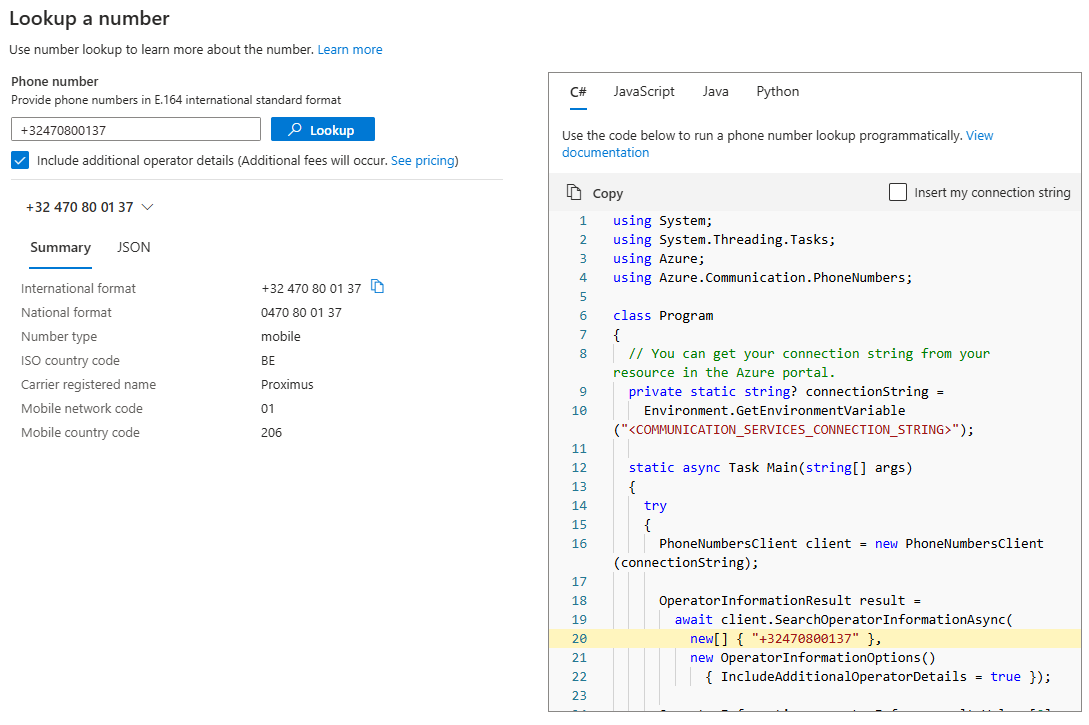 Lookup a number
Use number lookup to learn more about the number. Learn more
Phone number
Provide phone numbers in E.164 international standard format
+32470800137
Lookup
Include additional operator details (Additional fees will occur. See pricing)
+32 470 80 01 37
Summary JSON
International format +32 470 80 01 37
National format 0470 80 01 37
Number type mobile
ISO country code BE
Carrier registered name Proximus
Mobile network code 01
Mobile country code 206
C# JavaScript Java Python
Use the code below to run a phone number lookup programmatically. View
documentation
Copy Insert my connection string
1 using System;
2 using System.Threading.Tasks;
3 using Azure;
4 using Azure.Communication.PhoneNumbers;
5
6 class Program
7 {
8 // You can get your connection string from your
resource in the Azure portal.
9 private static string? connectionString =
10 Environment.GetEnvironmentVariable
("<COMMUNICATION_SERVICES_CONNECTION_STRING>");
11
12 static async Task Main(string[] args)
13 {
14 try
15 {
16 PhoneNumbersClient client = new PhoneNumbersClient
(connectionString);
17
18 OperatorInformationResult result =
19 await client.SearchOperatorInformationAsync(
20 new[] { "+32470800137" },
21 new OperatorInformationOptions()
22 { IncludeAdditionalOperatorDetails = true });
23